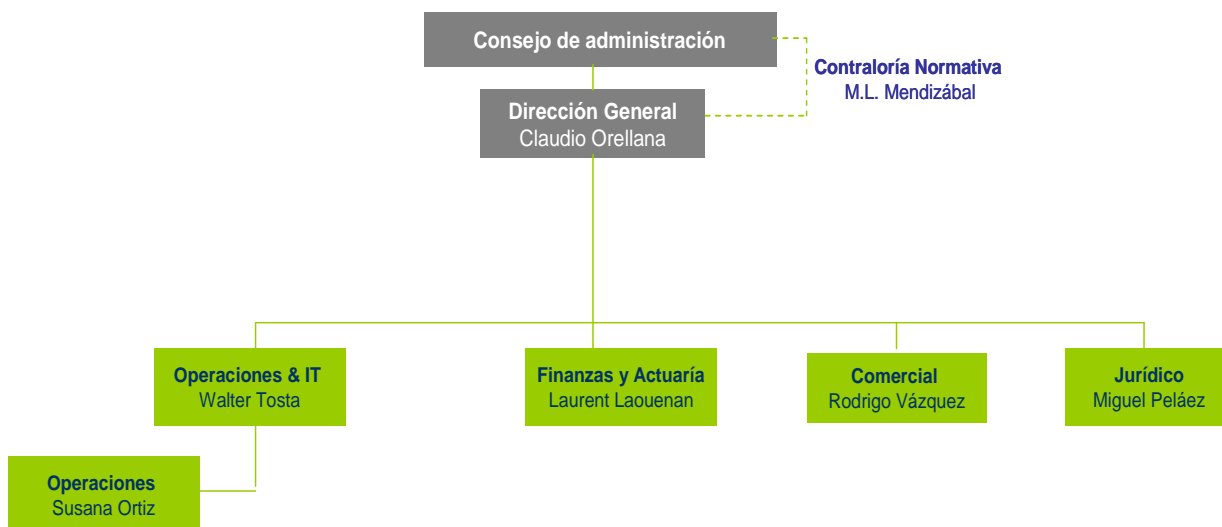 Consejo de administración
Contraloría Normativa
M.L. Mendizábal
Dirección General
Claudio Orellana
Operaciones & IT
Walter Tosta
Finanzas y Actuaría
Laurent Laouenan
Comercial
Rodrigo Vázquez
Jurídico
Miguel Peláez
Operaciones
Susana Ortiz